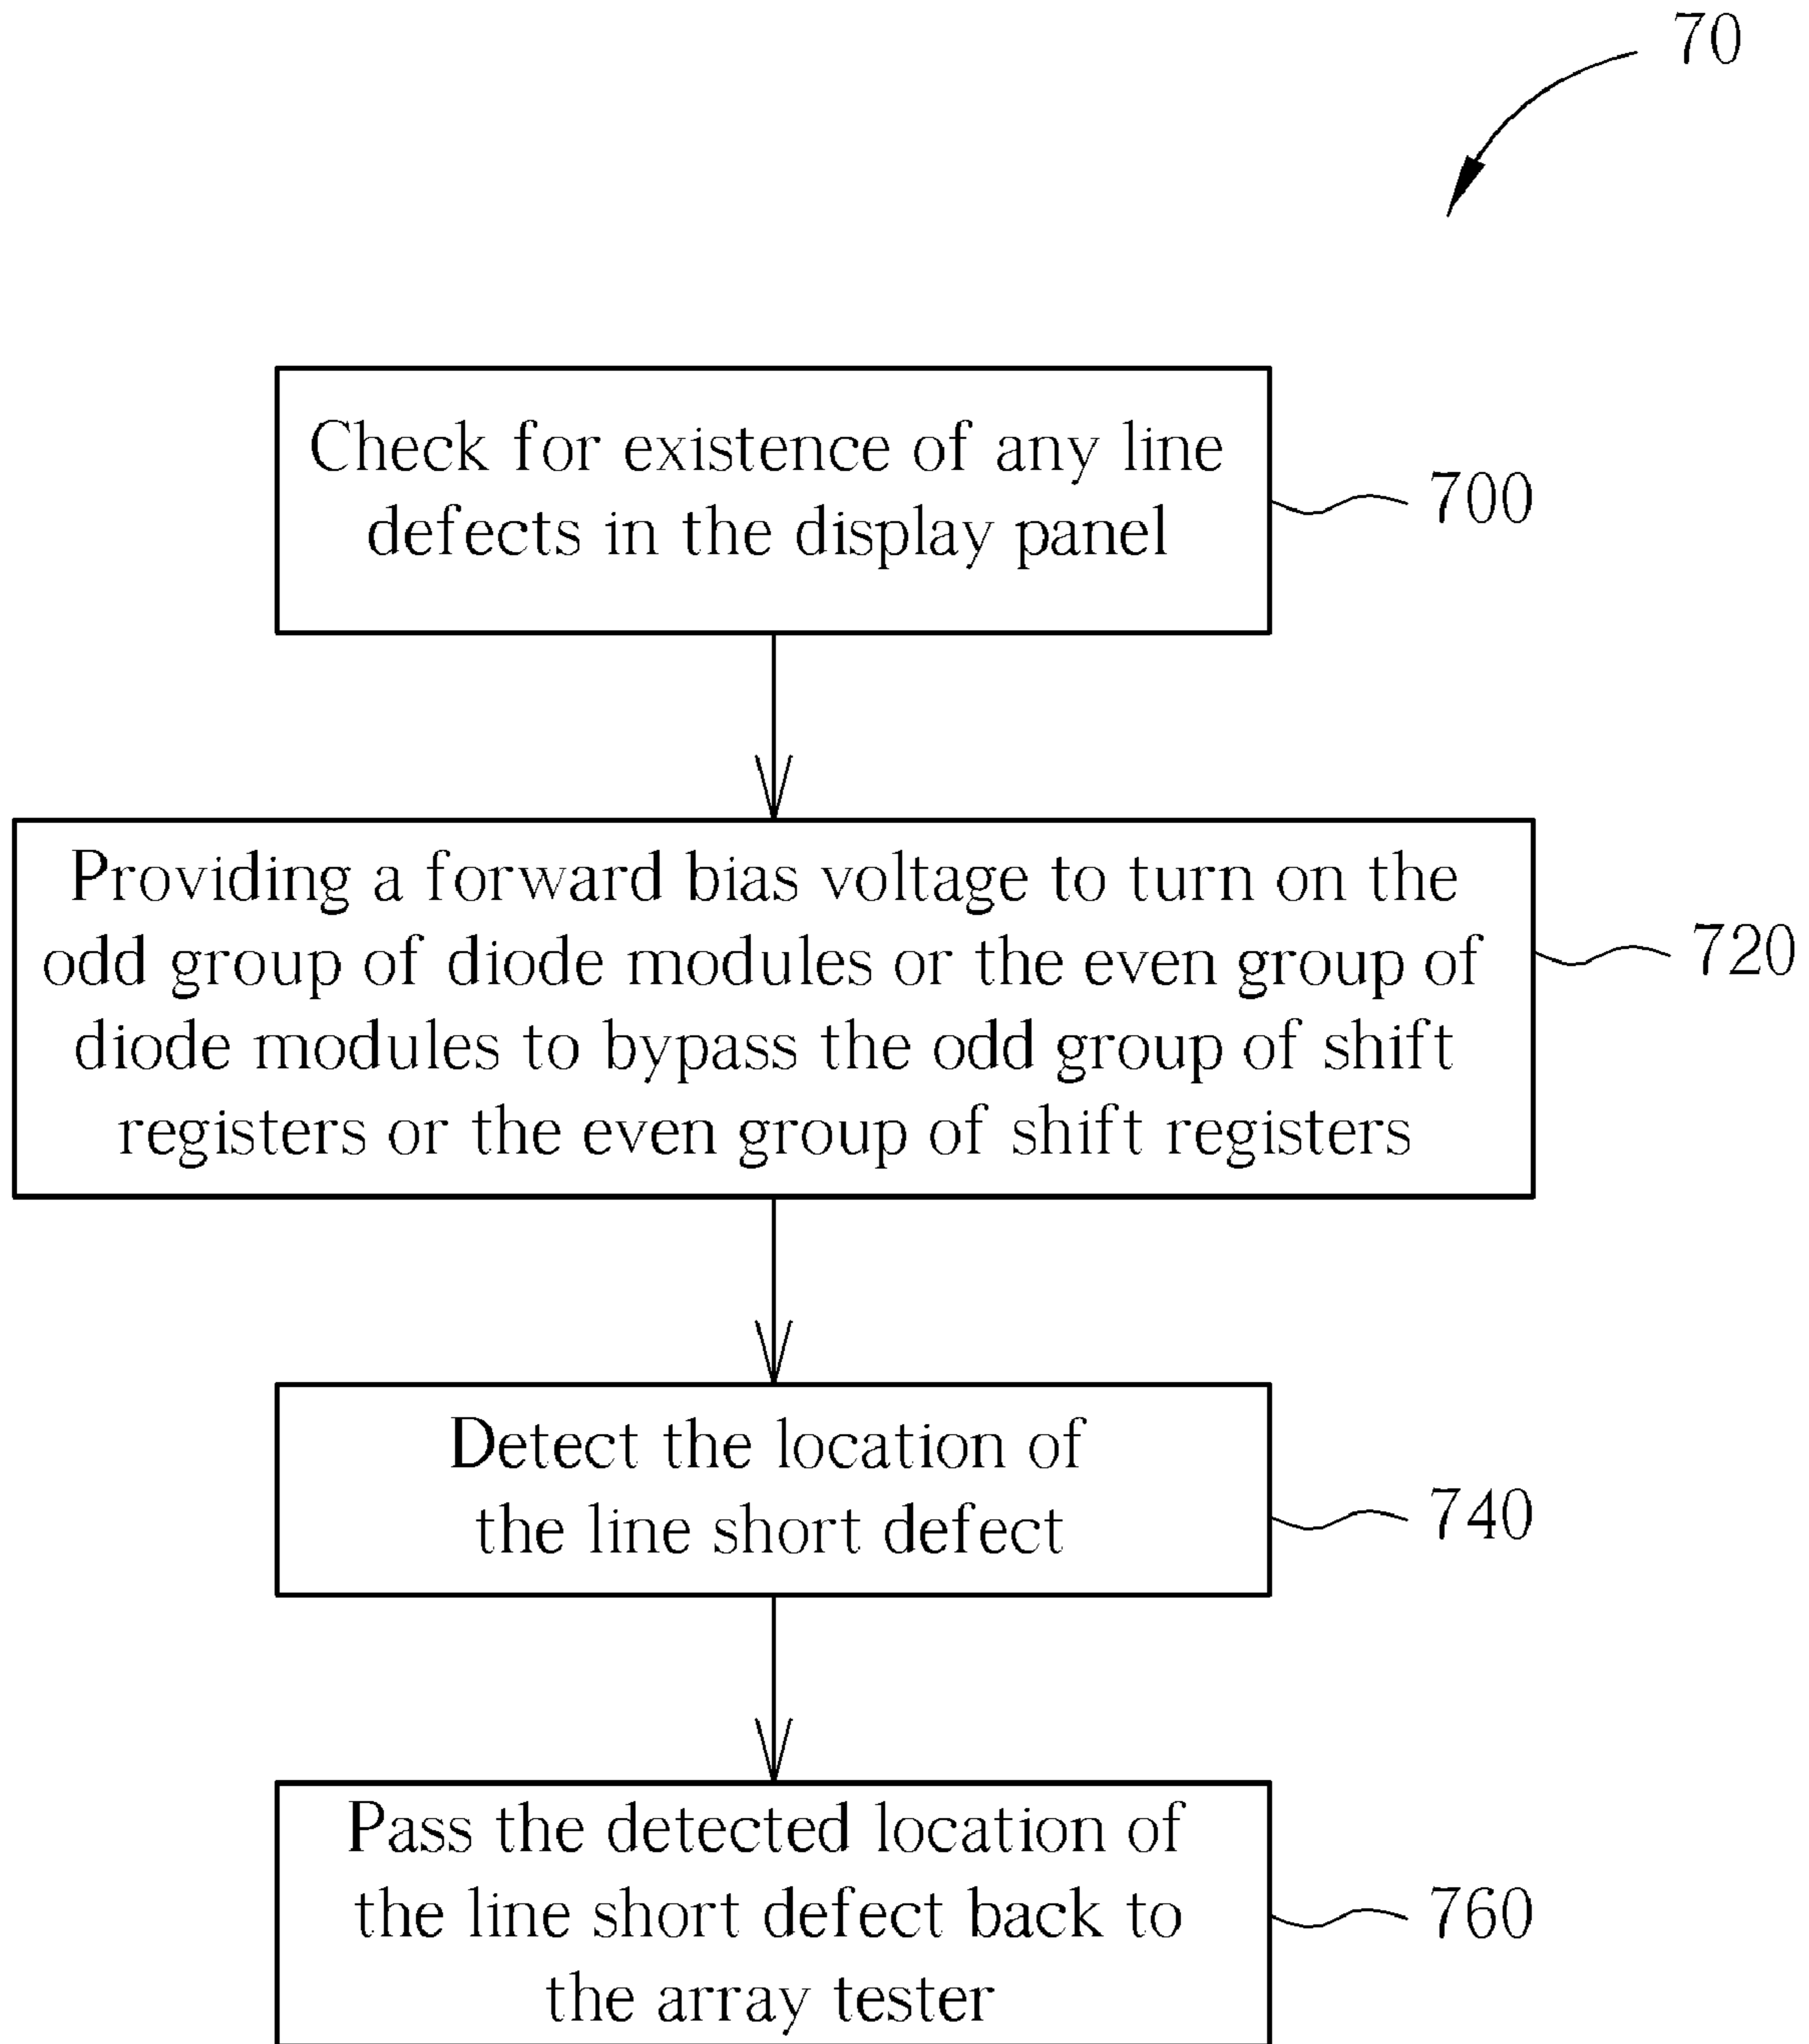 70
Check for existence of any line
defects in the display panel
700
Providing a forward bias voltage to turn on the
odd group of diode modules or the even group of
diode modules to bypass the odd group of shift
registers or the even group of shift registers
720
Detect the location of
the line short defect
740
Pass the detected location of
the line short defect back to
the array tester
760